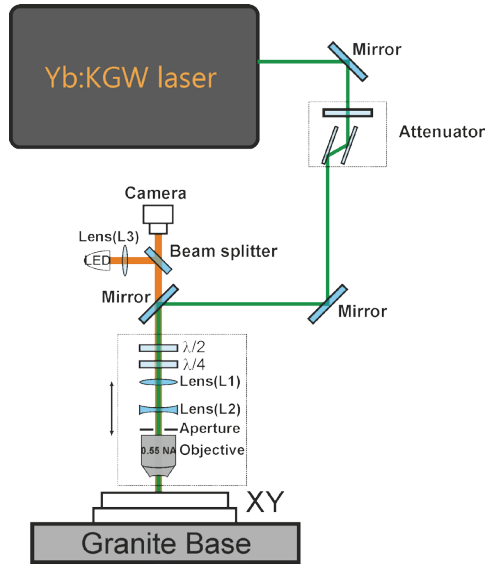 Yb:KGW laser
Mirror
Attenuator
Camera
Lens(L3)
LED
Beam splitter
Mirror
Mirror
λ/2
λ/4
Lens(L1)
Lens(L2)
Aperture
0.55 NA
Objective
XY
Granite Base